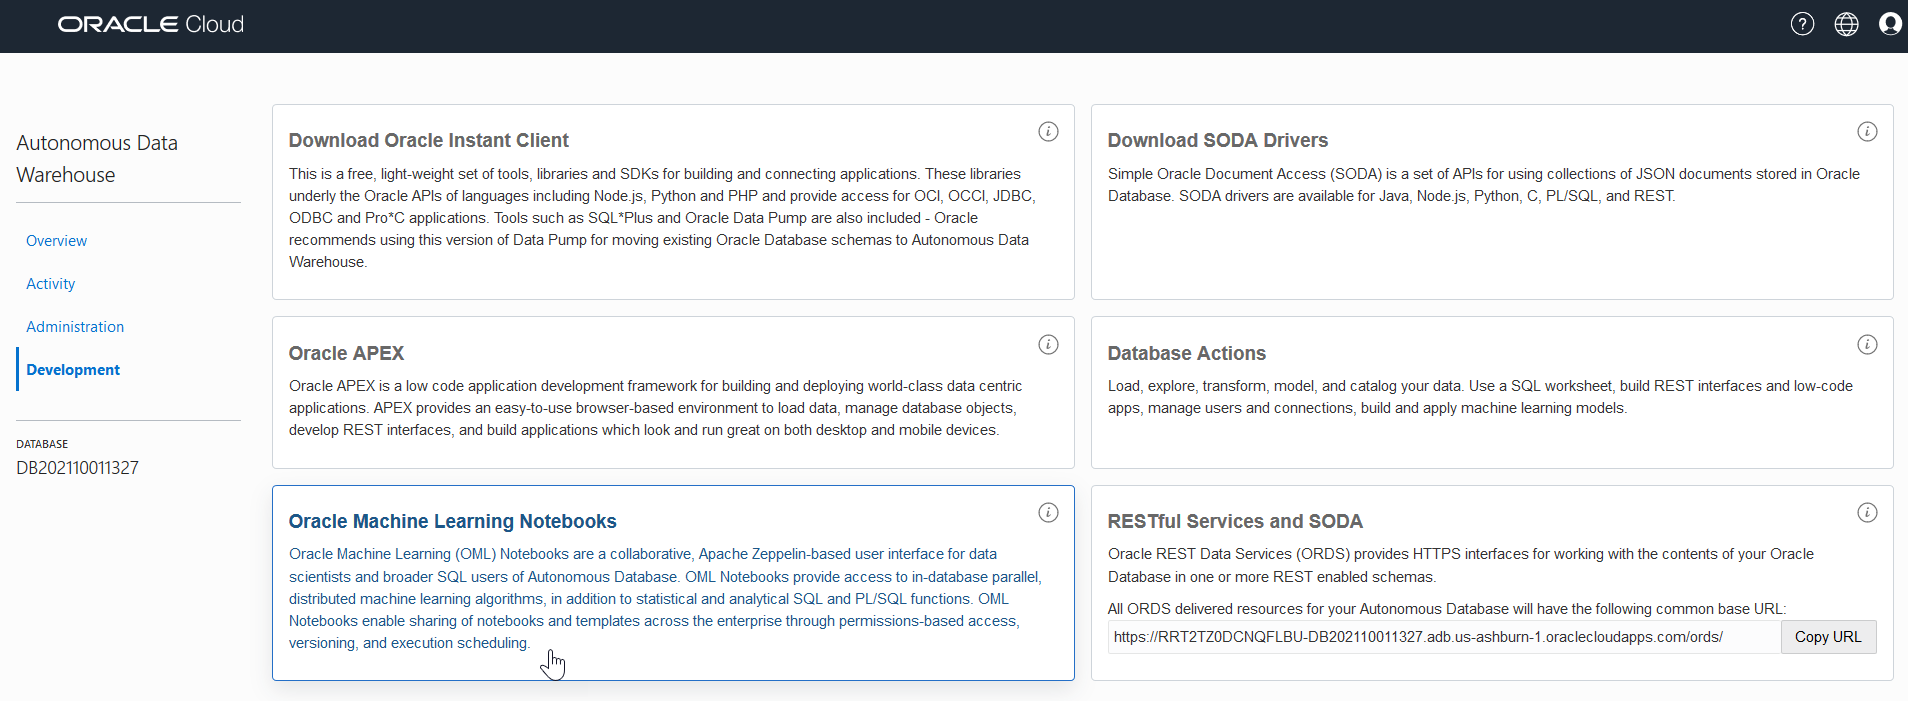 ORACLE Cloud
?
Autonomous Data
Warehouse
Overview
Activity
Administration
Development
DATABASE
DB202110011327
Download Oracle Instant Client
i
This is a free, light-weight set of tools, libraries and SDKs for building and connecting applications. These libraries
underly the Oracle APIs of languages including Node.js, Python and PHP and provide access for OCI, OCCI, JDBC,
ODBC and Pro*C applications. Tools such as SQL*Plus and Oracle Data Pump are also included - Oracle
recommends using this version of Data Pump for moving existing Oracle Database schemas to Autonomous Data
Warehouse.
Download SODA Drivers
i
Simple Oracle Document Access (SODA) is a set of APIs for using collections of JSON documents stored in Oracle
Database. SODA drivers are available for Java, Node.js, Python, C, PL/SQL, and REST.
Oracle APEX
i
Oracle APEX is a low code application development framework for building and deploying world-class data centric
applications. APEX provides an easy-to-use browser-based environment to load data, manage database objects,
develop REST interfaces, and build applications which look and run great on both desktop and mobile devices.
Database Actions
i
Load, explore, transform, model, and catalog your data. Use a SQL worksheet, build REST interfaces and low-code
apps, manage users and connections, build and apply machine learning models.
Oracle Machine Learning Notebooks
i
Oracle Machine Learning (OML) Notebooks are a collaborative, Apache Zeppelin-based user interface for data
scientists and broader SQL users of Autonomous Database. OML Notebooks provide access to in-database parallel,
distributed machine learning algorithms, in addition to statistical and analytical SQL and PL/SQL functions. OML
Notebooks enable sharing of notebooks and templates across the enterprise through permissions-based access,
versioning, and execution scheduling.
RESTful Services and SODA
i
Oracle REST Data Services (ORDS) provides HTTPS interfaces for working with the contents of your Oracle
Database in one or more REST enabled schemas.
All ORDS delivered resources for your Autonomous Database will have the following common base URL:
https://RRT2TZ0DCNQFLBU-DB202110011327.adb.us-ashburn-1.oraclecloudapps.com/ords/
Copy URL